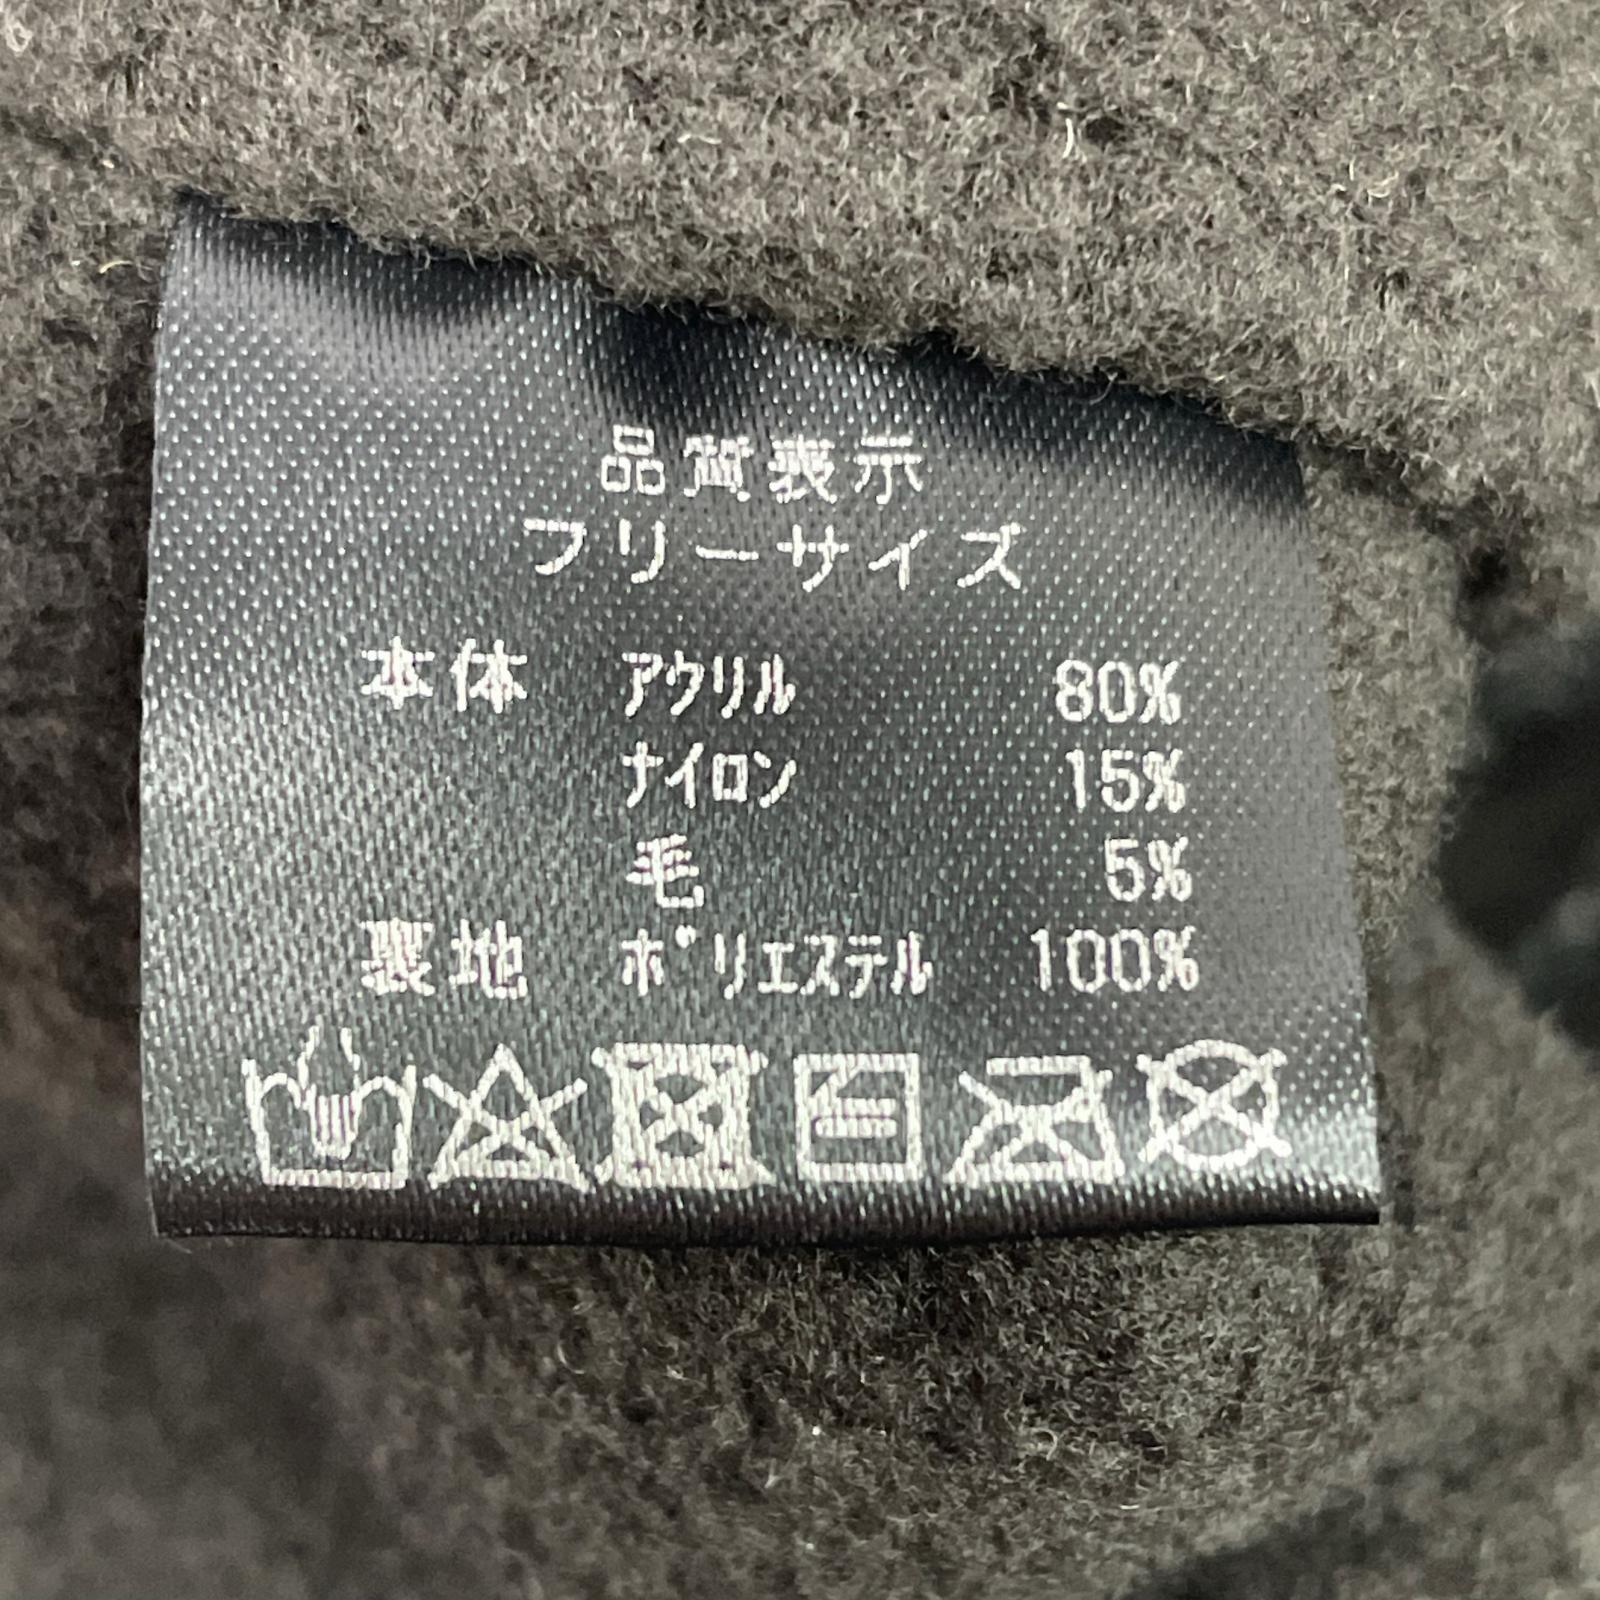 品質表示
フリーサイズ
本体 アクリル 80%
ナイロン 15%
毛 5%
裏地 ポリエステル 100%